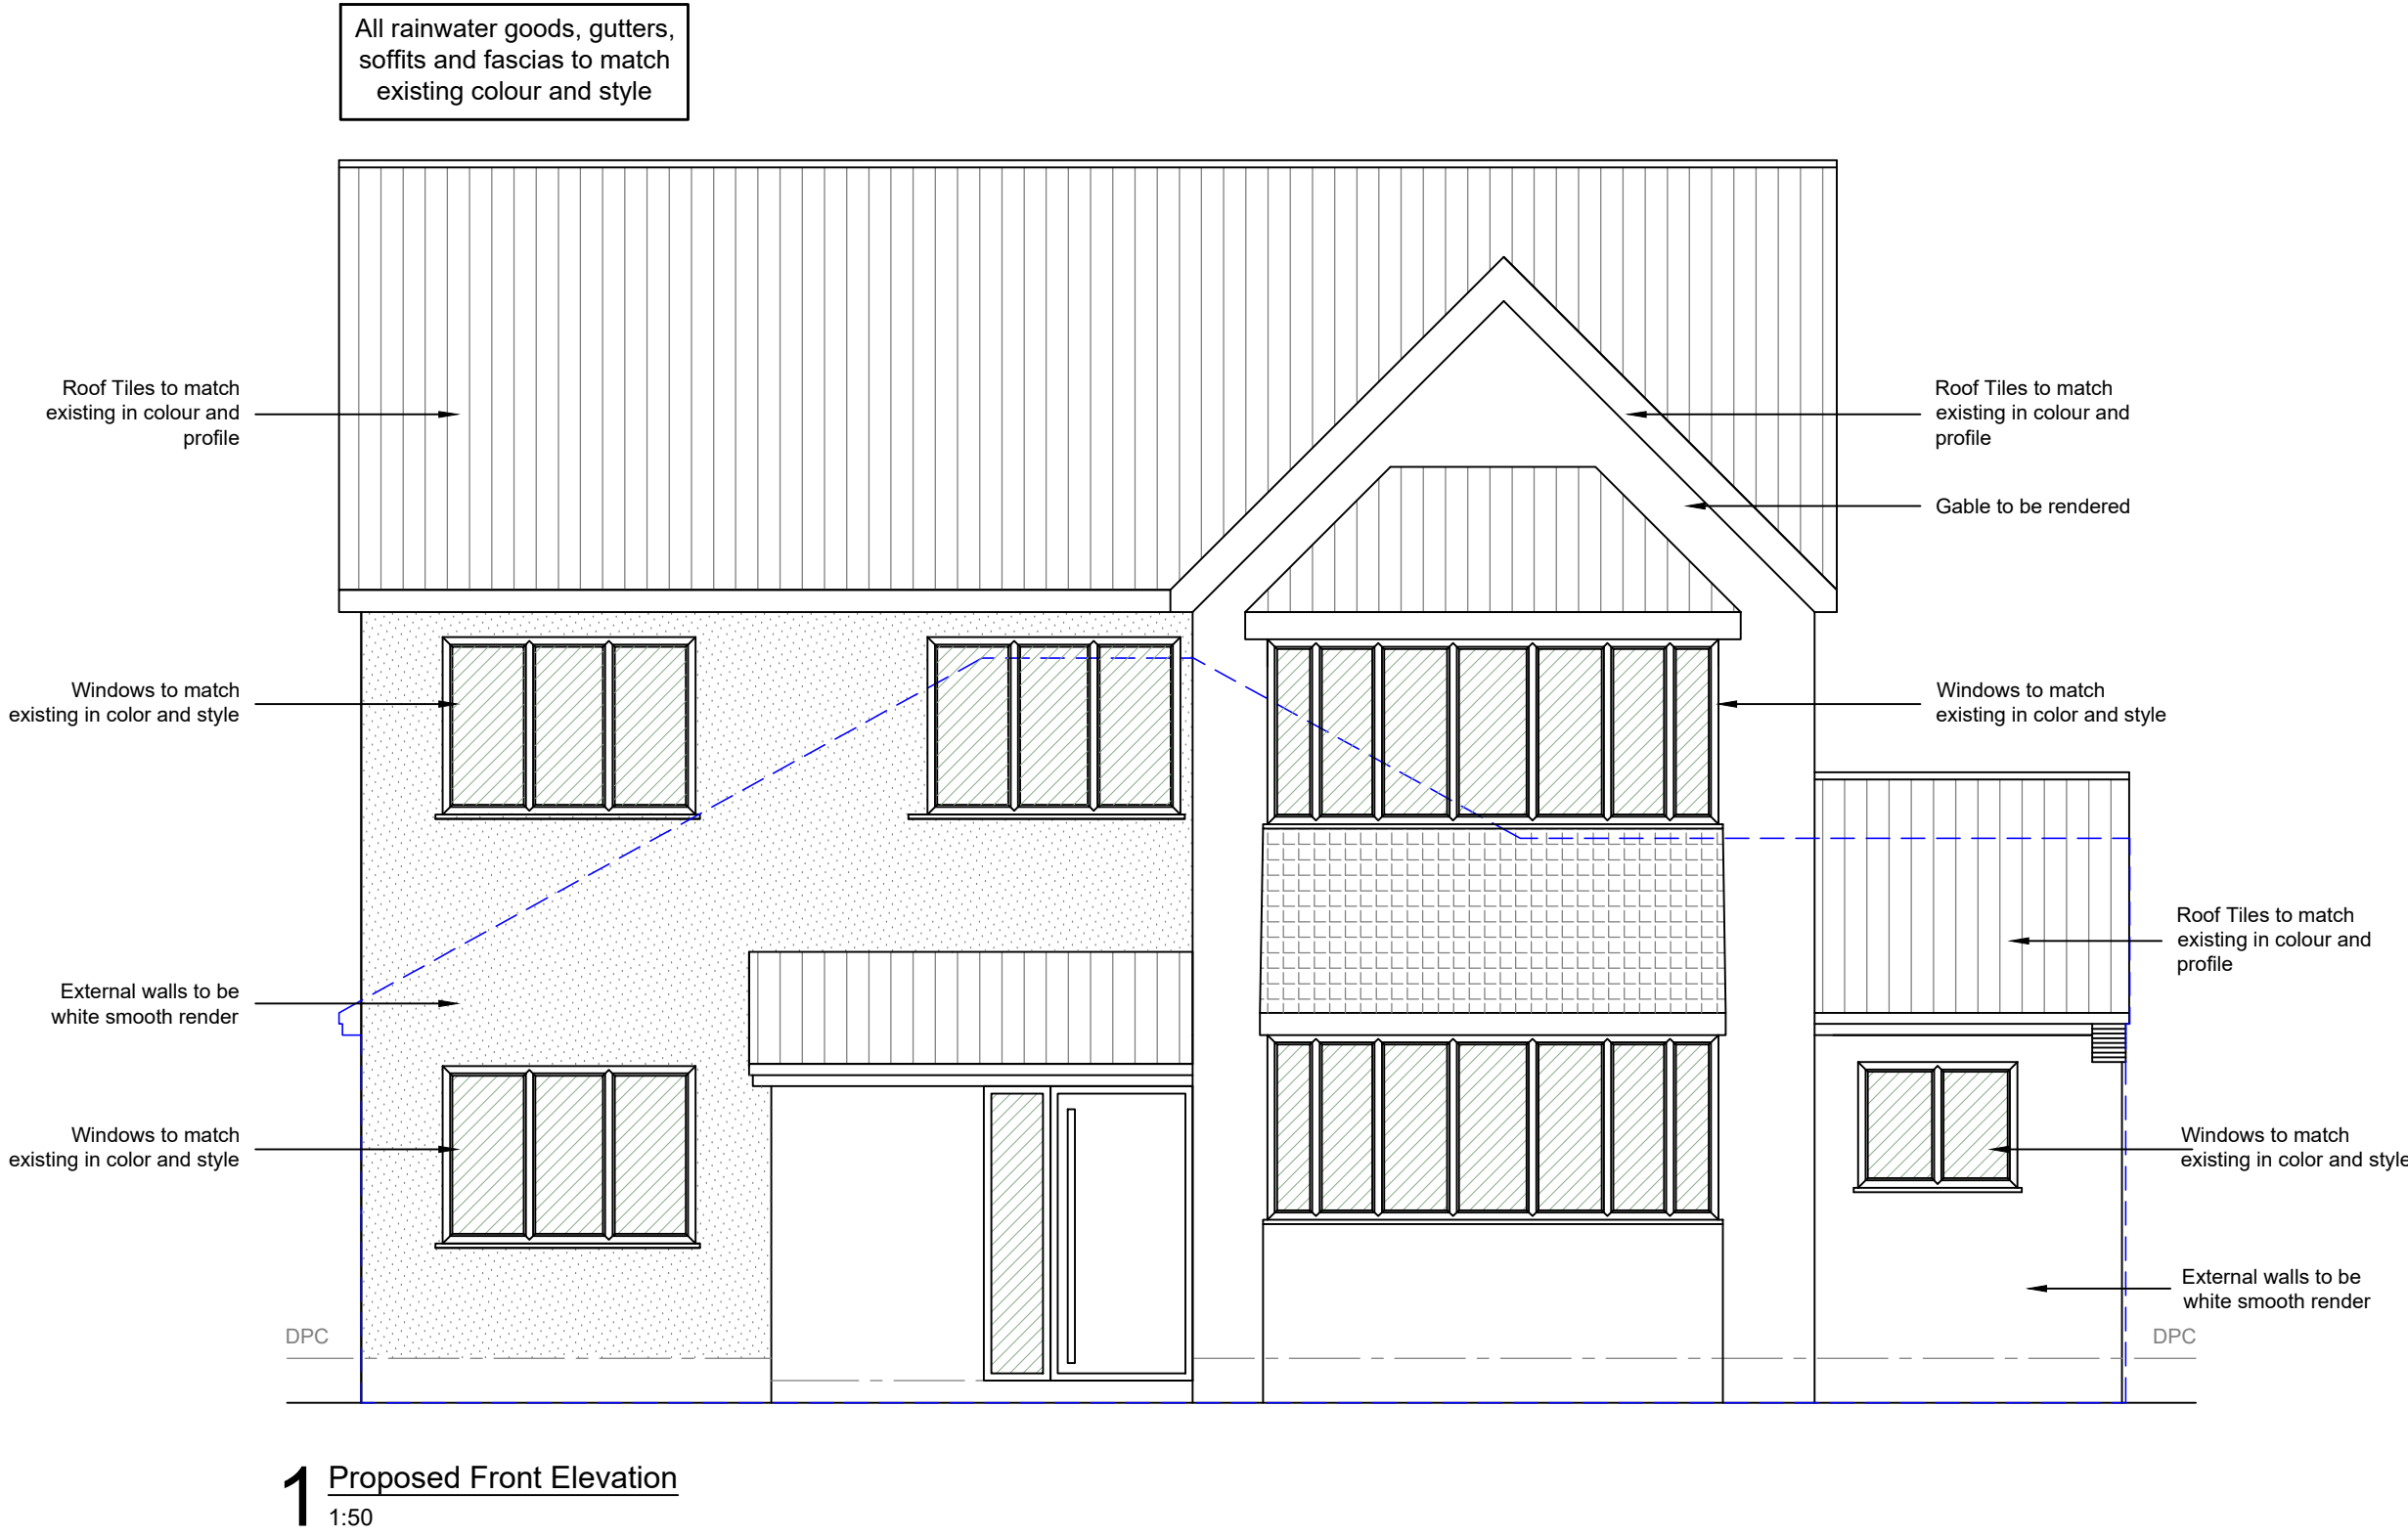 All rainwater goods, gutters,
soffits and fascias to match
existing colour and style
Roof Tiles to match
existing in colour and
profile
Roof Tiles to match
existing in colour and
profile
Gable to be rendered
Windows to match
existing in color and style
Windows to match
existing in color and style
Roof Tiles to match
existing in colour and
profile
External walls to be
white smooth render
Windows to match
existing in color and style
Windows to match
existing in color and style
External walls to be
white smooth render
DPC
DPC
1
Proposed Front Elevation
1:50